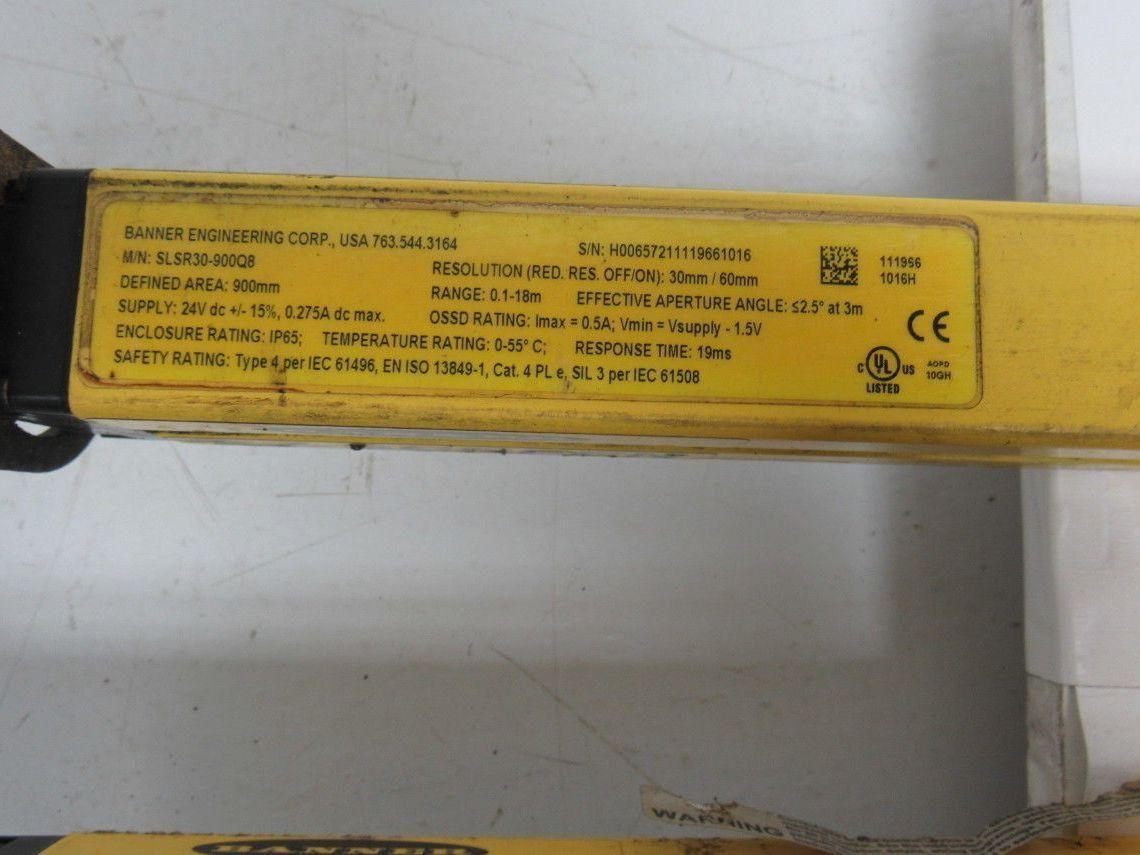 BANNER ENGINEERING CORP., USA 763.544.3164
S/N: H00657211119661016
M/N: SLSR30-900Q8
RESOLUTION (RED. RES. OFF/ON): 30mm / 60mm
DEFINED AREA: 900mm
RANGE: 0.1-18m EFFECTIVE APERTURE ANGLE: ≤2.5° at 3m
SUPPLY: 24V dc +/- 15%, 0.275A dc max.
OSSD RATING: Imax = 0.5A; Vmin = Vsupply - 1.5V
ENCLOSURE RATING: IP65; TEMPERATURE RATING: 0-55° C; RESPONSE TIME: 19ms
SAFETY RATING: Type 4 per IEC 61496, EN ISO 13849-1, Cat. 4 PL e, SIL 3 per IEC 61508
111966
1016H
CE
C UL US
LISTED
AOPD
10GH
WARNING
BANNER